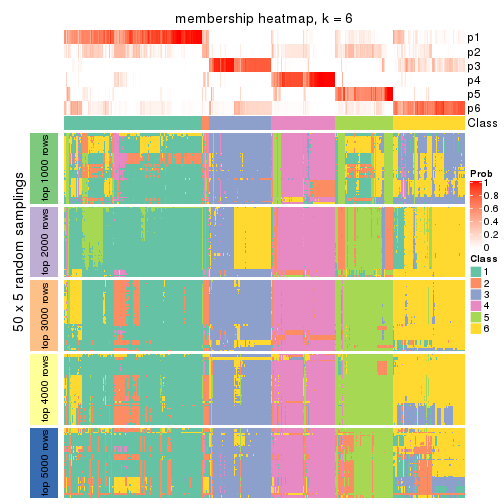 membership heatmap, k = 6
p1
p2
p3
p4
p5
p6
Class
50 x 5 random samplings
top 1000 rows
top 2000 rows
top 3000 rows
top 4000 rows
top 5000 rows
Prob
1
0.8
0.6
0.4
0.2
0
Class
1
2
3
4
5
6